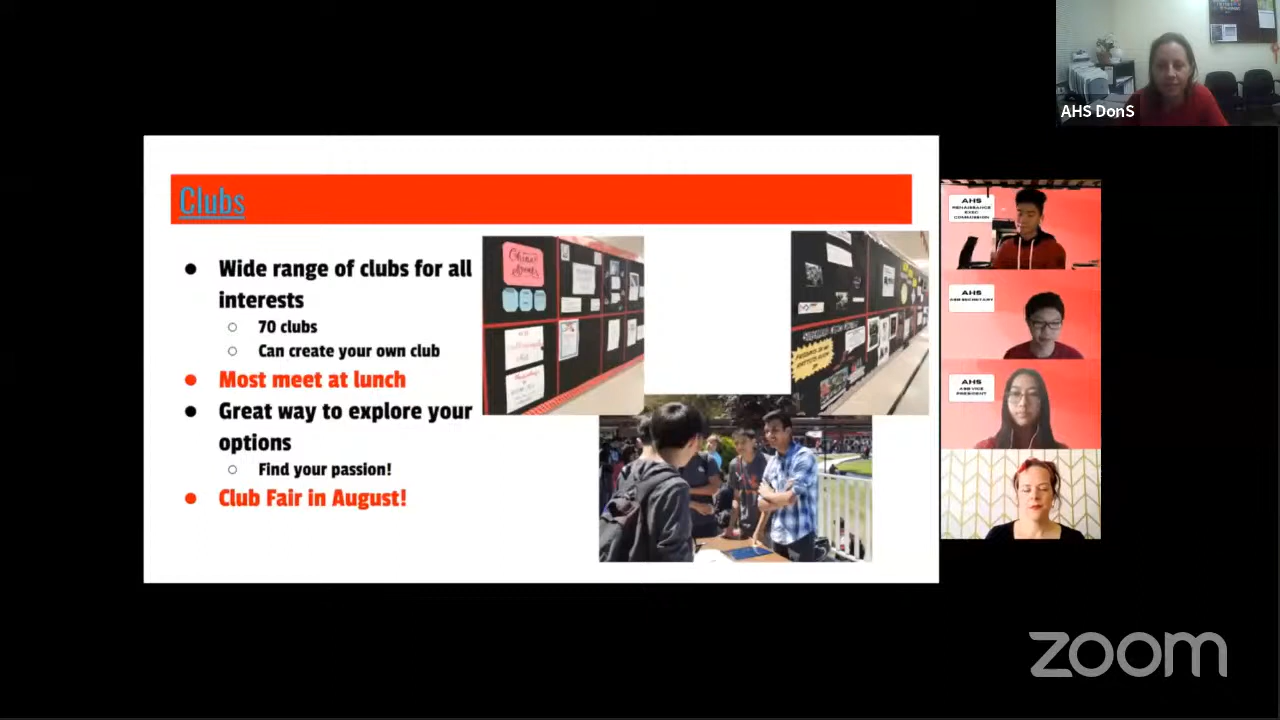 AHS DonS
Clubs
Wide range of clubs for all
interests
70 clubs
Can create your own club
Most meet at lunch
Great way to explore your
options
Find your passion!
Club Fair in August!
AHS
RENAISSANCE
EXEC
COMMISSION
AHS
ASB SECRETARY
AHS
ASB VICE
PRESIDENT
zoom